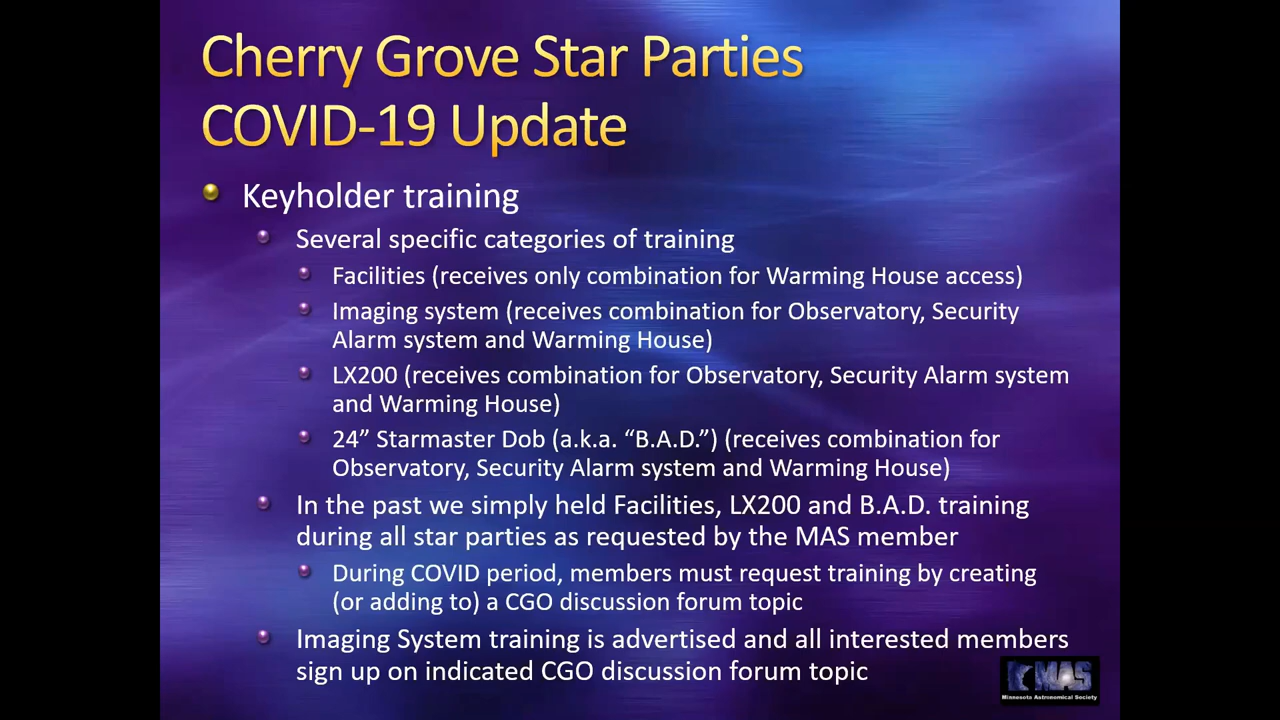 Cherry Grove Star Parties
COVID-19 Update
Keyholder training
Several specific categories of training
Facilities (receives only combination for Warming House access)
Imaging system (receives combination for Observatory, Security
Alarm system and Warming House)
LX200 (receives combination for Observatory, Security Alarm system
and Warming House)
24” Starmaster Dob (a.k.a. “B.A.D.”) (receives combination for
Observatory, Security Alarm system and Warming House)
In the past we simply held Facilities, LX200 and B.A.D. training
during all star parties as requested by the MAS member
During COVID period, members must request training by creating
(or adding to) a CGO discussion forum topic
Imaging System training is advertised and all interested members
sign up on indicated CGO discussion forum topic
MAS
Minnesota Astronomical Society